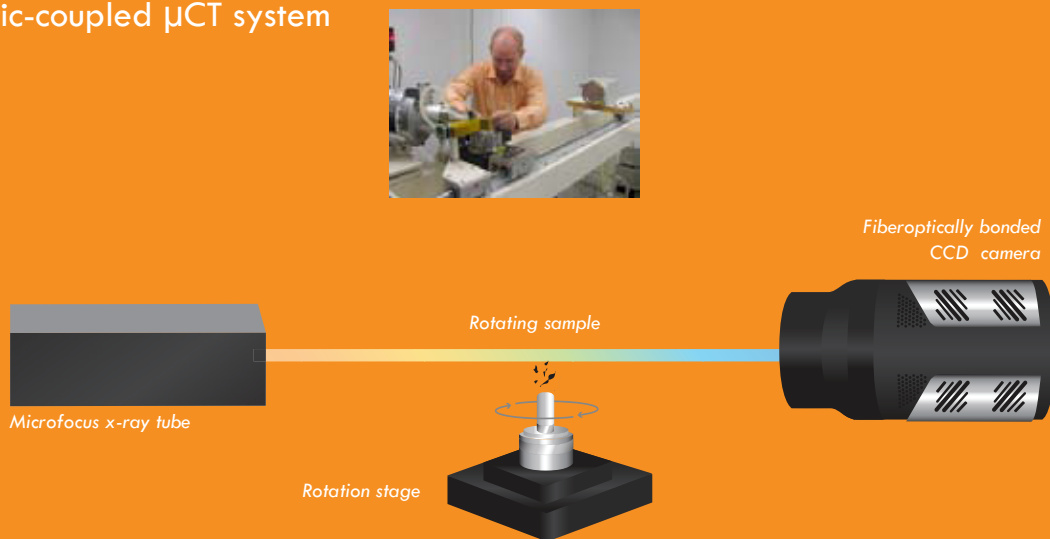 ic-coupled µCT system
Fiberoptically bonded
CCD camera
Rotating sample
Microfocus x-ray tube
Rotation stage